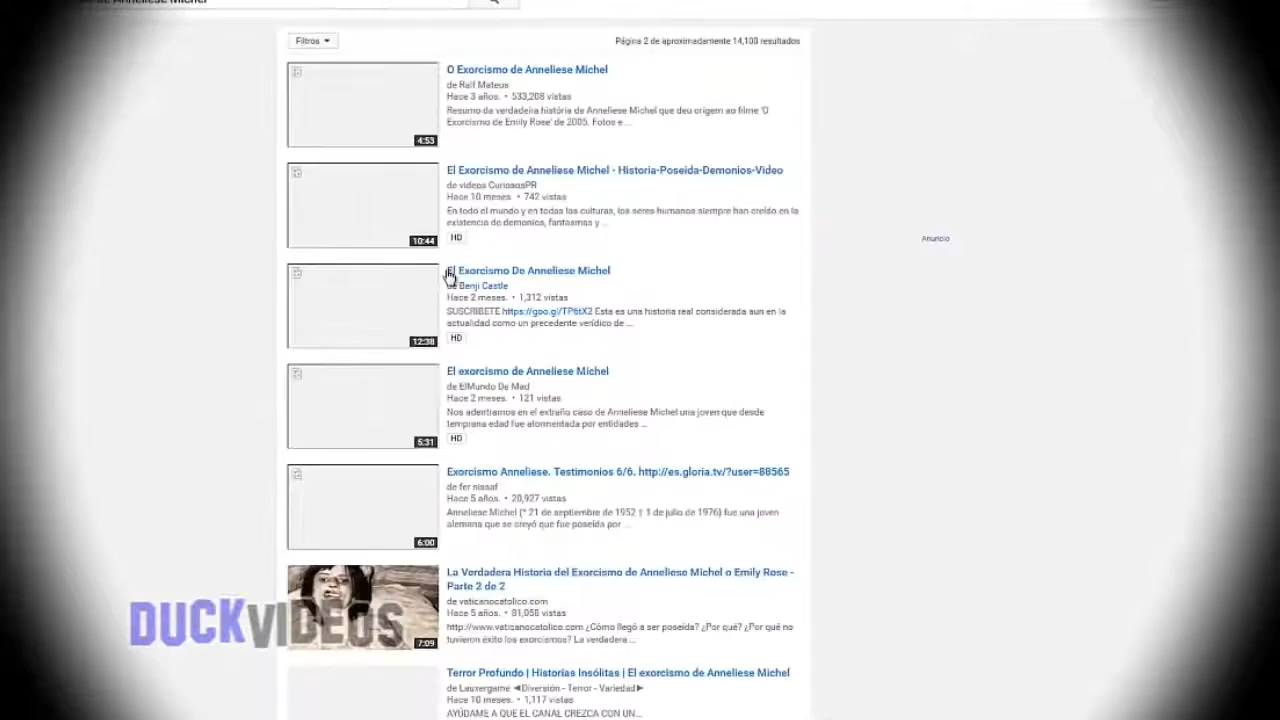 de Anneliese Michel
Filtros
Página 2 de aproximadamente 14,100 resultados
O Exorcismo de Anneliese Michel
de Ralf Mateus
Hace 3 años. • 533,208 vistas
Resumo da verdadeira história de Anneliese Michel que deu origem ao filme 'O
Exorcismo de Emily Rose' de 2005. Fotos e ...
4:53
El Exorcismo de Anneliese Michel - Historia-Poseida-Demonios-Video
de videos CuriososPR
Hace 10 meses. • 742 vistas
En todo el mundo y en todas las culturas, los seres humanos siempre han creído en la
existencia de demonios, fantasmas y ...
10:44
HD
Anuncio
El Exorcismo De Anneliese Michel
de Benji Castle
Hace 2 meses. • 1,312 vistas
SUSCRIBETE https://goo.gl/TP6tX2 Esta es una historia real considerada aun en la
actualidad como un precedente verídico de ...
12:38
HD
El exorcismo de Anneliese Michel
de ElMundo De Mad
Hace 2 meses. • 121 vistas
Nos adentramos en el extraño caso de Anneliese Michel una joven que desde
temprana edad fue atormentada por entidades ...
5:31
HD
Exorcismo Anneliese. Testimonios 6/6. http://es.gloria.tv/?user=88565
de fer nissaf
Hace 5 años. • 20,927 vistas
Anneliese Michel (* 21 de septiembre de 1952 † 1 de julio de 1976) fue una joven
alemana que se creyó que fue poseída por ...
6:00
La Verdadera Historia del Exorcismo de Anneliese Michel o Emily Rose -
Parte 2 de 2
de vaticanocatolico.com
Hace 5 años. • 81,058 vistas
http://www.vaticanocatolico.com ¿Cómo llegó a ser poseída? ¿Por qué? ¿Por qué no
tuvieron éxito los exorcismos? La verdadera ...
7:09
DUCKVIDEOS
Terror Profundo | Historias Insólitas | El exorcismo de Anneliese Michel
de Lauxergame ◄Diversión - Terror - Variedad►
Hace 10 meses. • 1,117 vistas
AYÚDAME A QUE EL CANAL CREZCA CON UN...